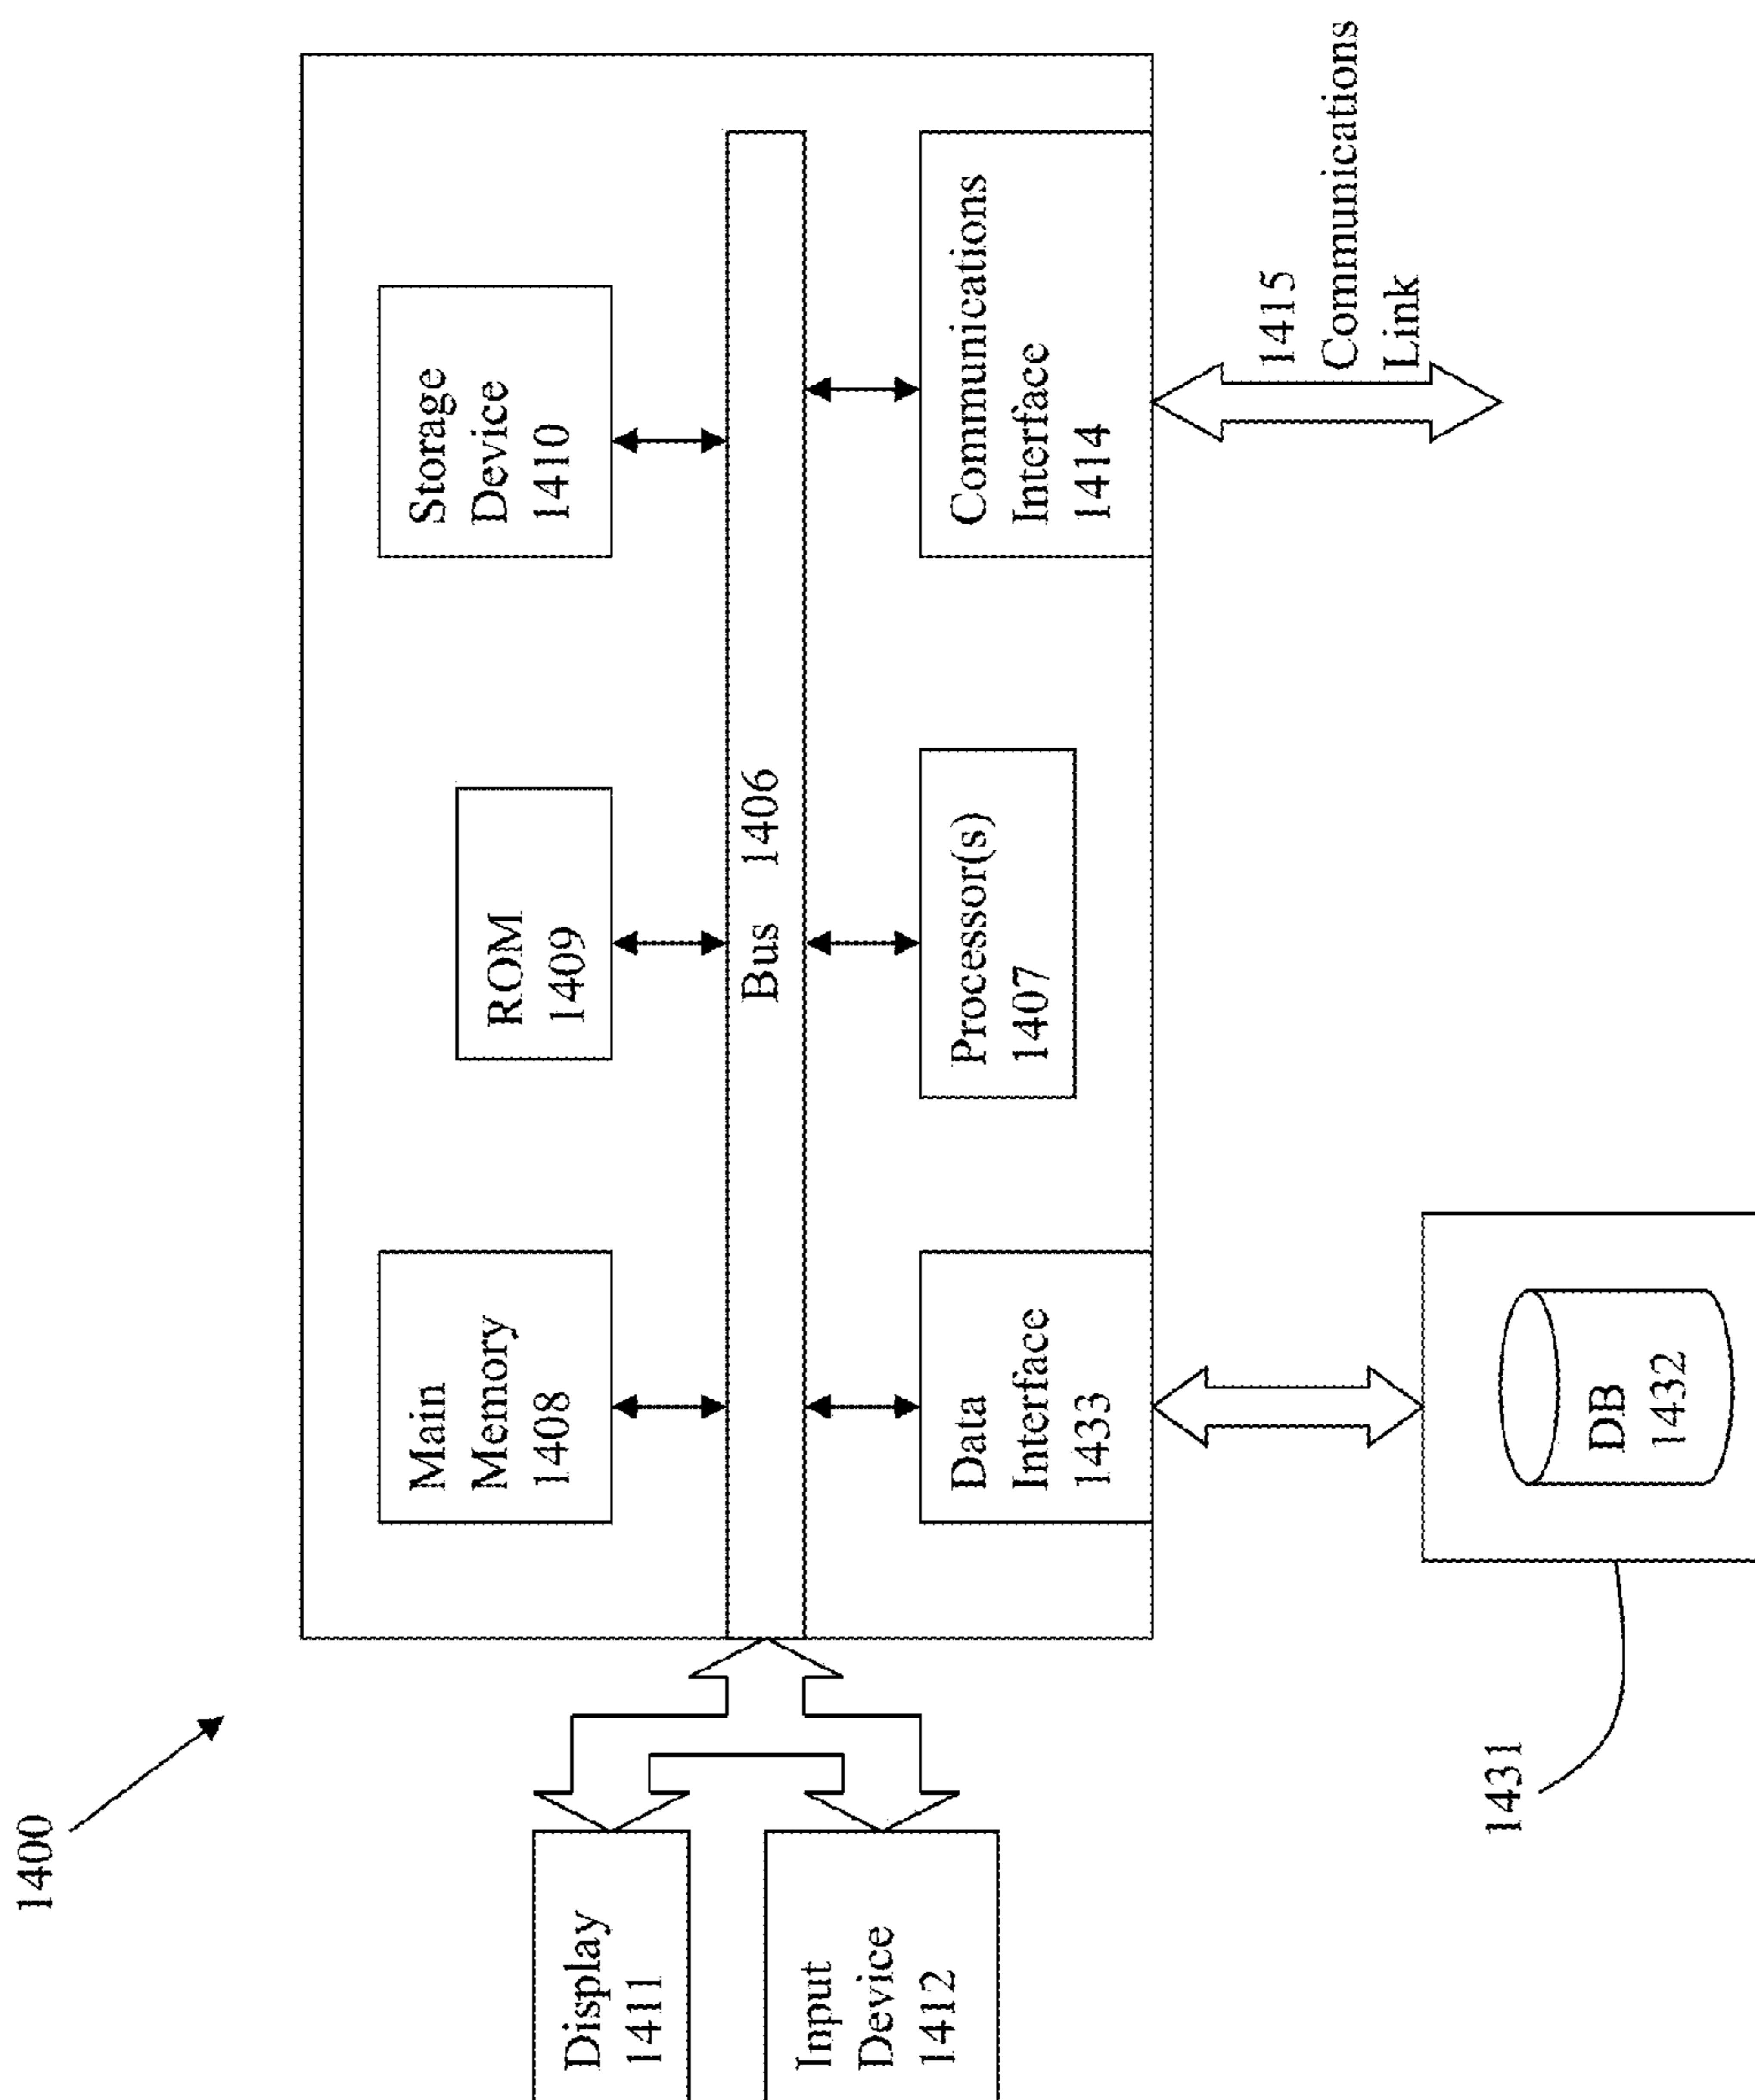 1400
Main
Memory
1408
ROM
1409
Storage
Device
1410
Display
1411
Bus 1406
Input
Device
1412
Data
Interface
1433
Processor(s)
1407
Communications
Interface
1414
1415
Communications
Link
1431
DB
1432